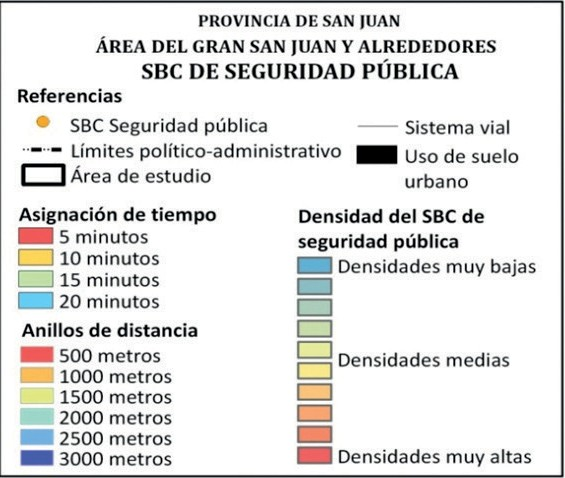 PROVINCIA DE SAN JUAN
ÁREA DEL GRAN SAN JUAN Y ALREDEDORES
SBC DE SEGURIDAD PÚBLICA
Referencias
SBC Seguridad pública
Límites político-administrativo
Área de estudio
Sistema vial
Uso de suelo
urbano
Asignación de tiempo
5 minutos
10 minutos
15 minutos
20 minutos
Anillos de distancia
500 metros
1000 metros
1500 metros
2000 metros
2500 metros
3000 metros
Densidad del SBC de
seguridad pública
Densidades muy bajas
Densidades medias
Densidades muy altas